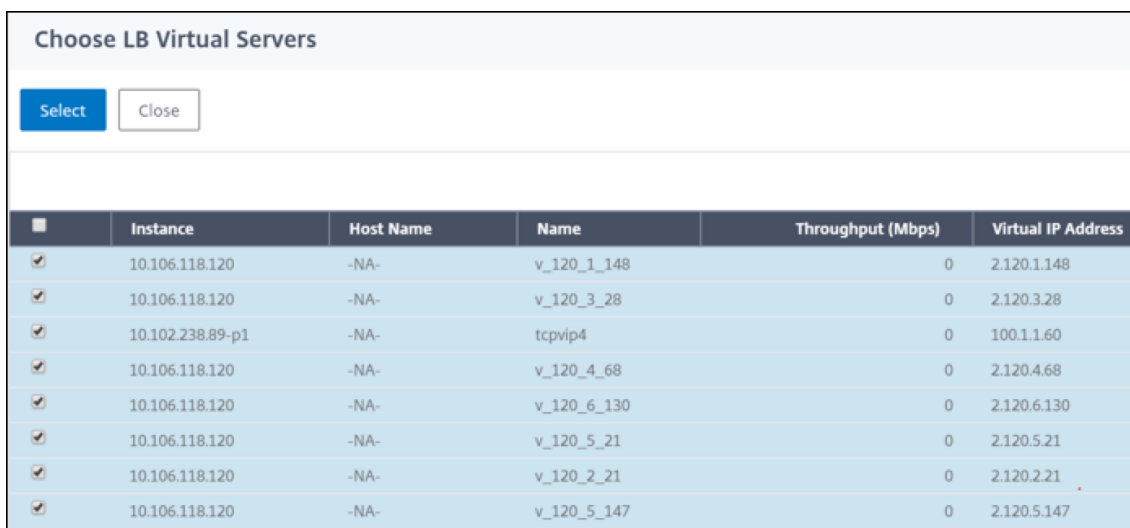 Choose LB Virtual Servers
Select Close
Instance Host Name Name Throughput (Mbps) Virtual IP Address
10.106.118.120 -NA- v_120_1_148 0 2.120.1.148
10.106.118.120 -NA- v_120_3_28 0 2.120.3.28
10.102.238.89-p1 -NA- tcpvip4 0 100.1.1.60
10.106.118.120 -NA- v_120_4_68 0 2.120.4.68
10.106.118.120 -NA- v_120_6_130 0 2.120.6.130
10.106.118.120 -NA- v_120_5_21 0 2.120.5.21
10.106.118.120 -NA- v_120_2_21 0 2.120.2.21
10.106.118.120 -NA- v_120_5_147 0 2.120.5.147